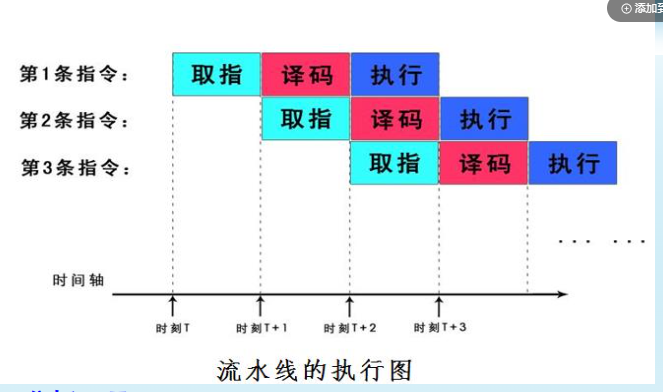 添加到
第1条指令： 取指 译码 执行
第2条指令： 取指 译码 执行
第3条指令： 取指 译码 执行
... ...
时间轴
时刻T 时刻T+1 时刻T+2 时刻T+3
流水线的执行图